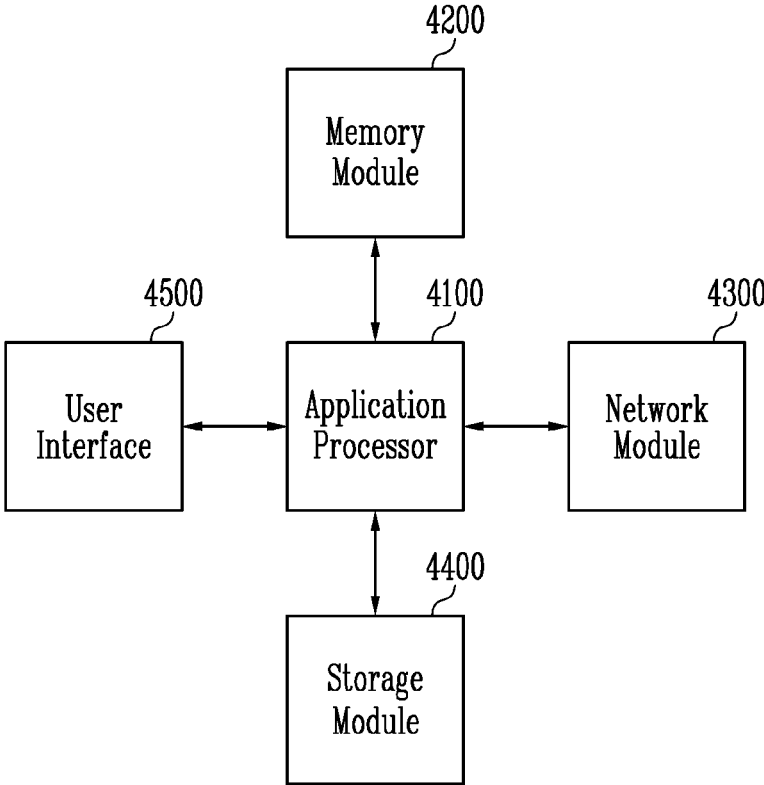 4200
Memory
Module
4500
4100
4300
User
Interface
Application
Processor
Network
Module
4400
Storage
Module